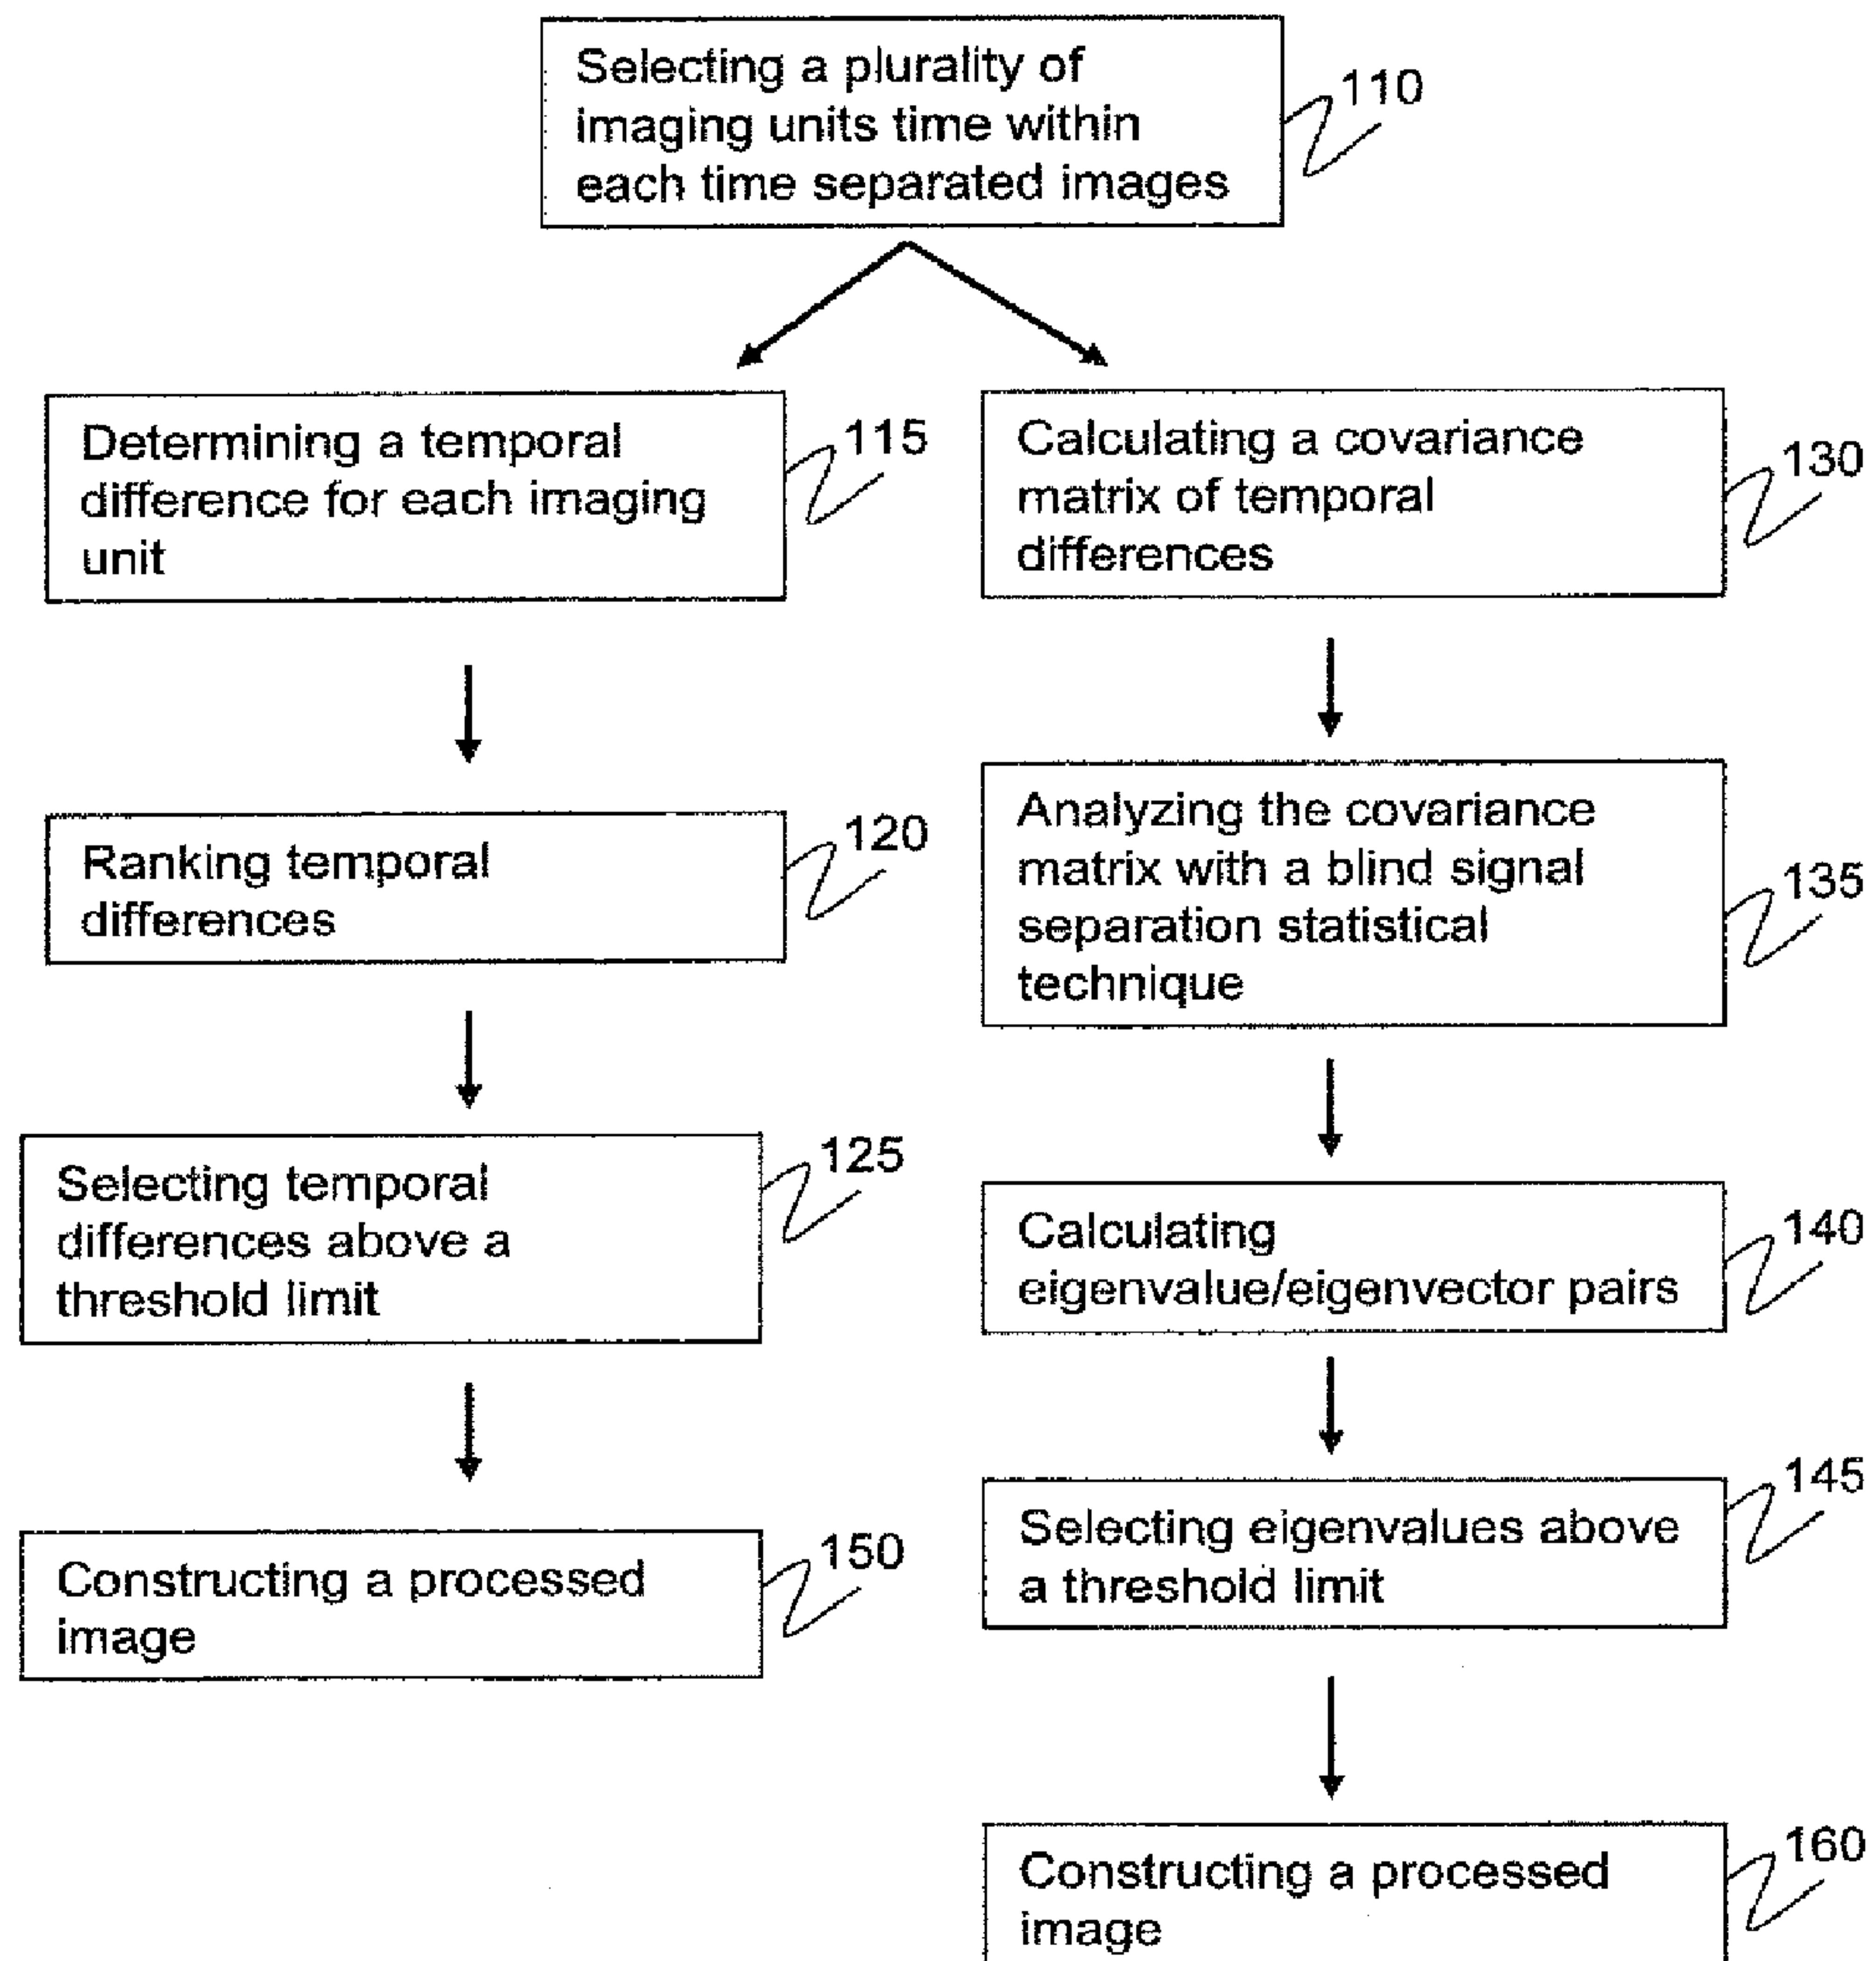 Selecting a plurality of
imaging units time within
each time separated images
110
Determining a temporal
difference for each imaging
unit
115
Ranking temporal
differences
120
Selecting temporal
differences above a
threshold limit
125
Constructing a processed
image
150
Calculating a covariance
matrix of temporal
differences
130
Analyzing the covariance
matrix with a blind signal
separation statistical
technique
135
Calculating
eigenvalue/eigenvector pairs
140
Selecting eigenvalues above
a threshold limit
145
Constructing a processed
image
160